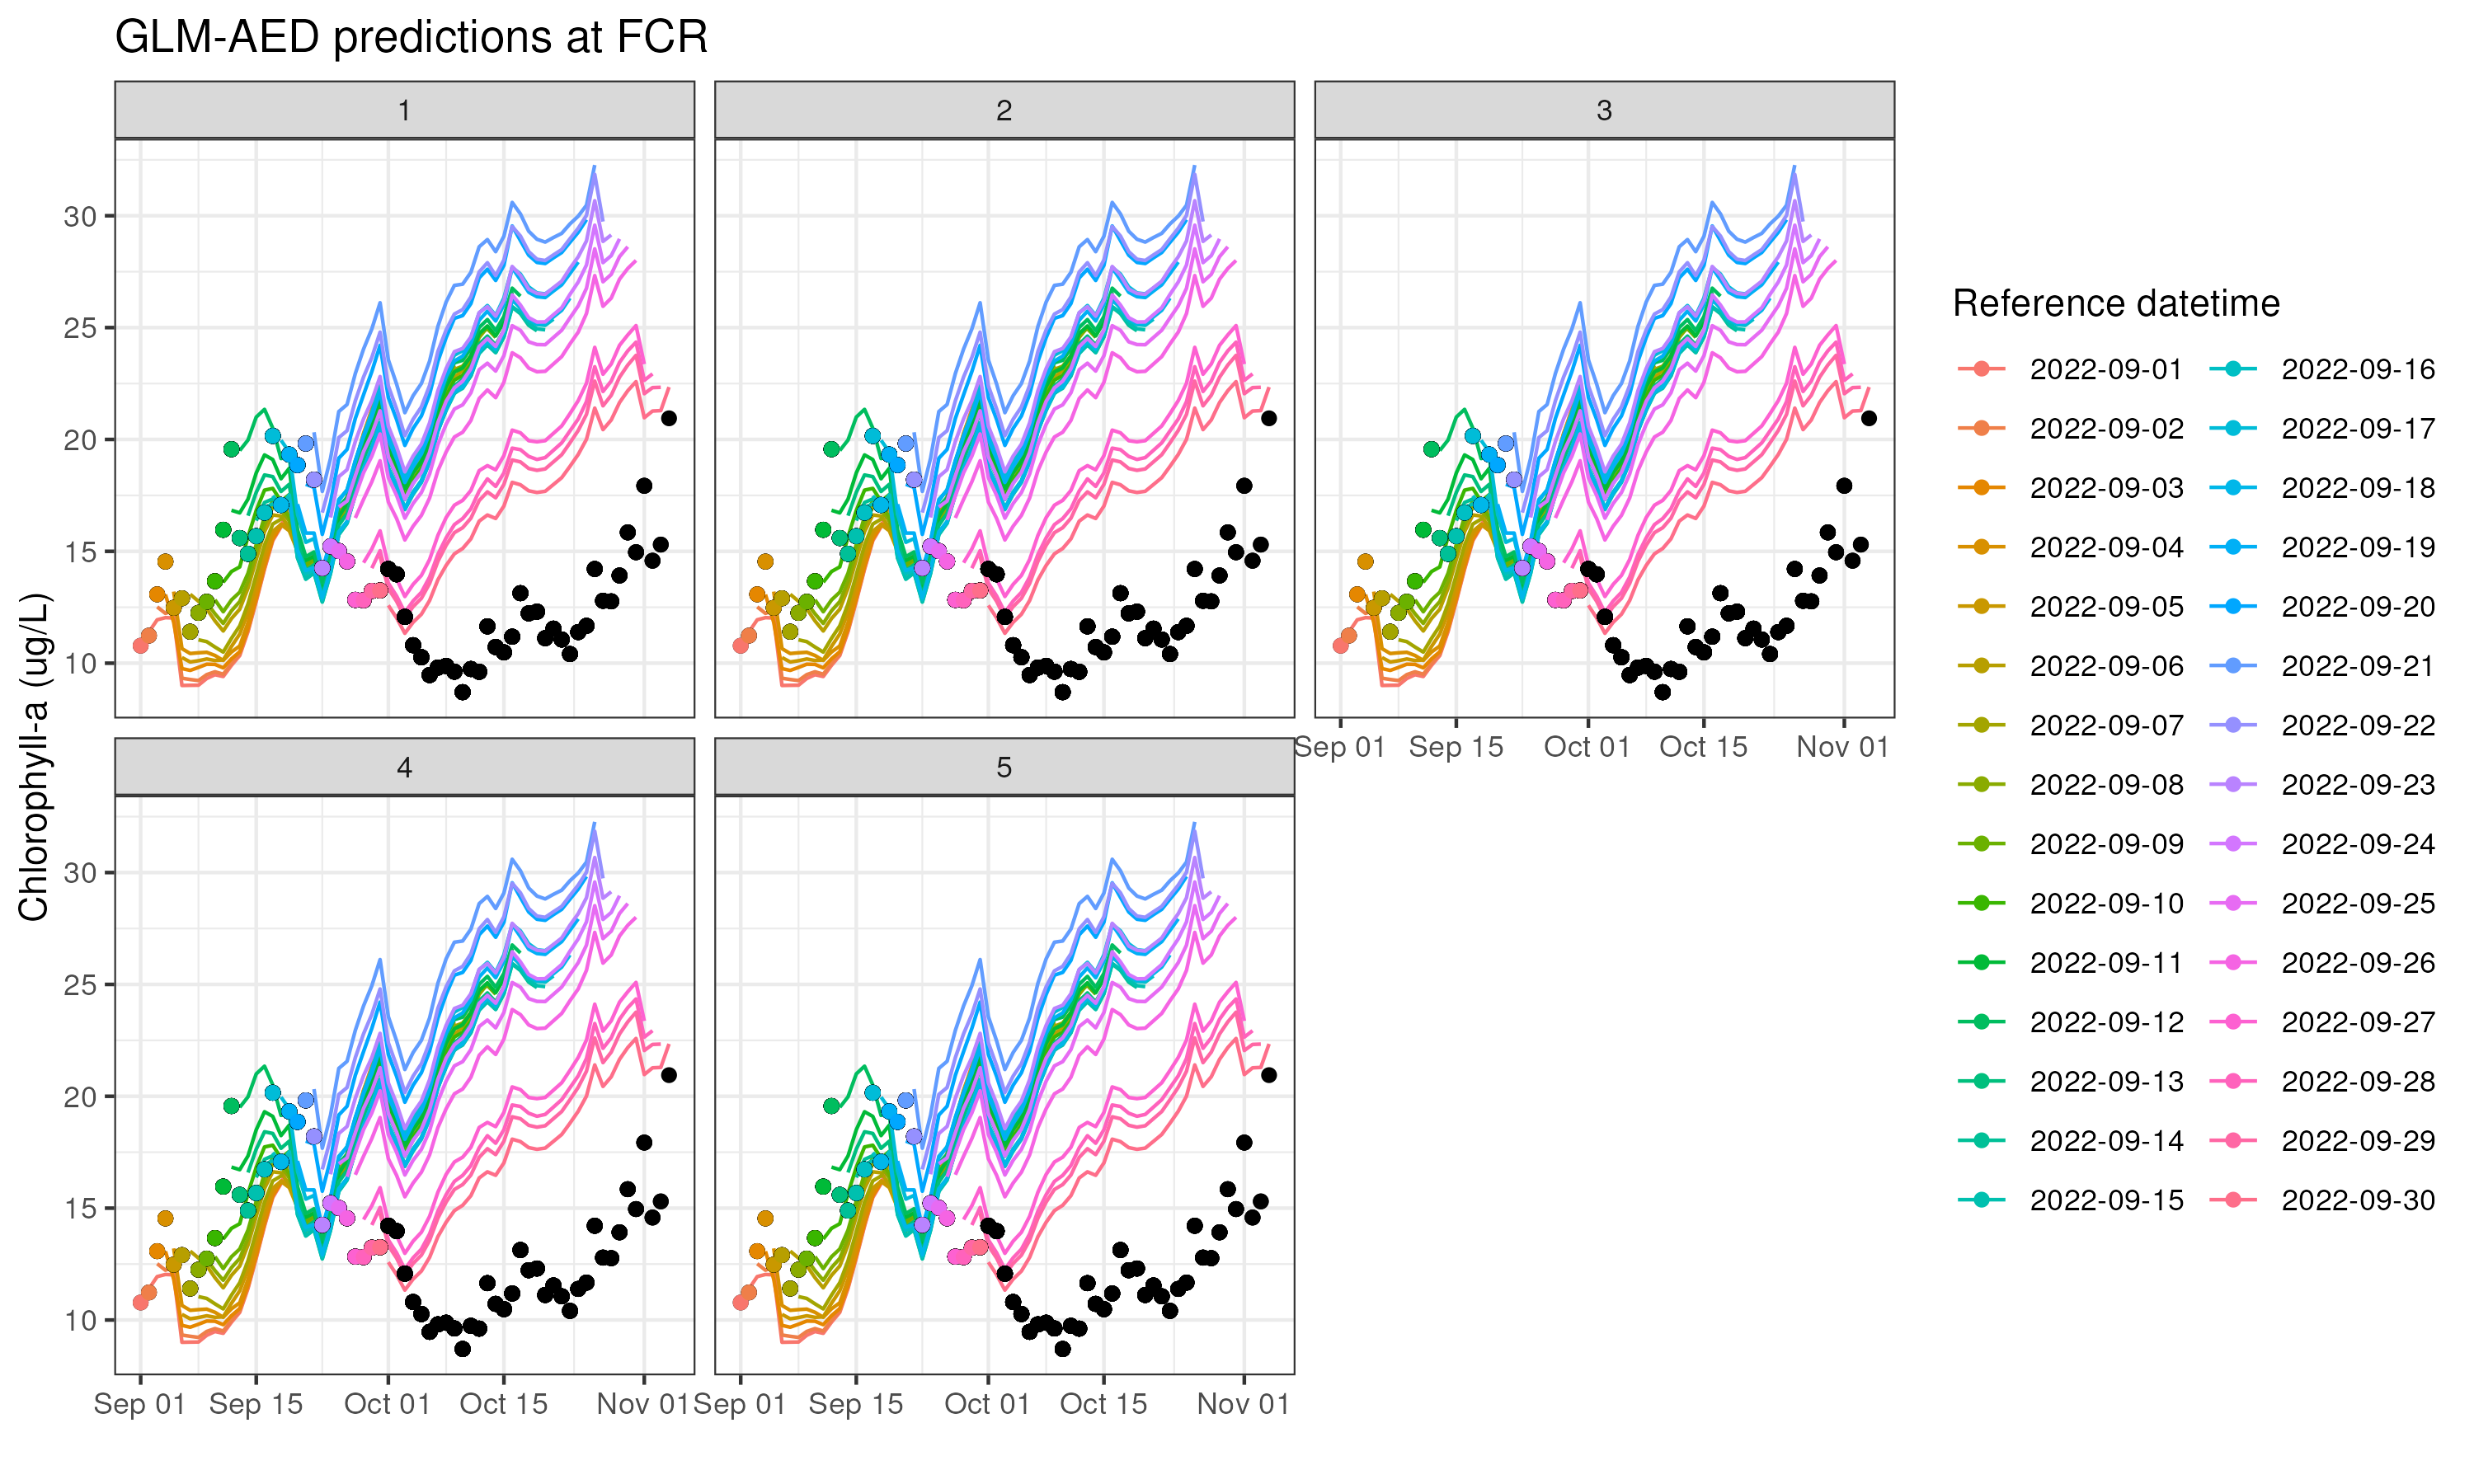 GLM-AED predictions at FCR
1
2
3
30
25
20
15
10
Sep 01
Sep 15
Oct 01
Oct 15
Nov 01
4
5
30
25
20
15
10
Sep 01
Sep 15
Oct 01
Oct 15
Nov 01
Sep 01
Sep 15
Oct 01
Oct 15
Nov 01
Chlorophyll-a (ug/L)
Reference datetime
2022-09-01
2022-09-02
2022-09-03
2022-09-04
2022-09-05
2022-09-06
2022-09-07
2022-09-08
2022-09-09
2022-09-10
2022-09-11
2022-09-12
2022-09-13
2022-09-14
2022-09-15
2022-09-16
2022-09-17
2022-09-18
2022-09-19
2022-09-20
2022-09-21
2022-09-22
2022-09-23
2022-09-24
2022-09-25
2022-09-26
2022-09-27
2022-09-28
2022-09-29
2022-09-30